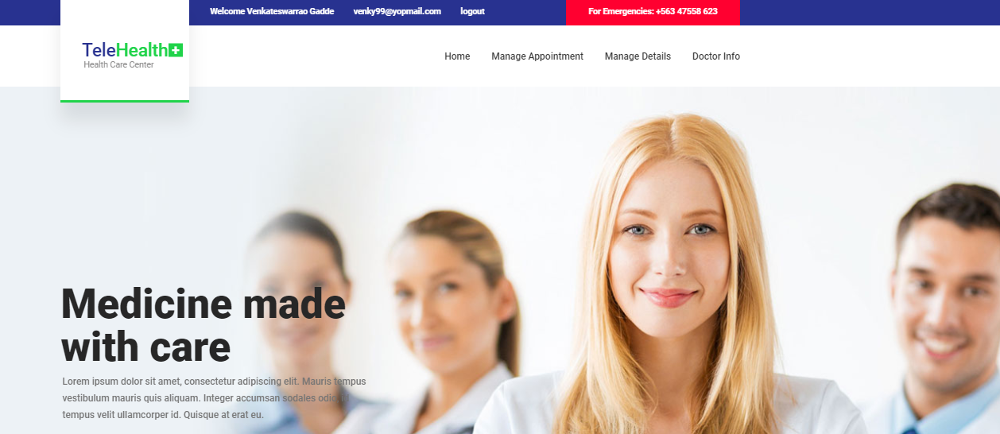 Welcome Venkateswarrao Gadde venky99@yopmail.com logout For Emergencies: +563 47558 623
TeleHealth
Health Care Center
Home Manage Appointment Manage Details Doctor Info
Medicine made
with care
Lorem ipsum dolor sit amet, consectetur adipiscing elit. Mauris tempus
vestibulum mauris quis aliquam. Integer accumsan sodales odio
tempus velit ullamcorper id. Quisque at erat eu.